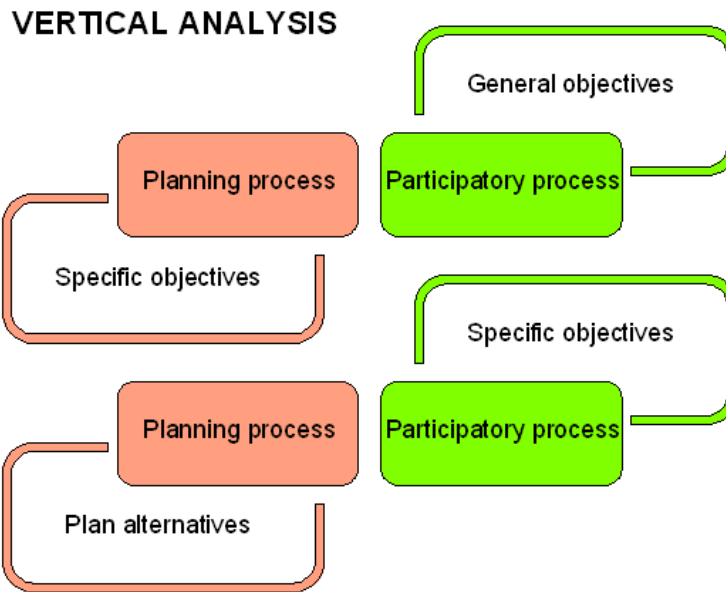 VERTICAL ANALYSIS
General objectives
Planning process
Participatory process
Specific objectives
Specific objectives
Planning process
Participatory process
Plan alternatives